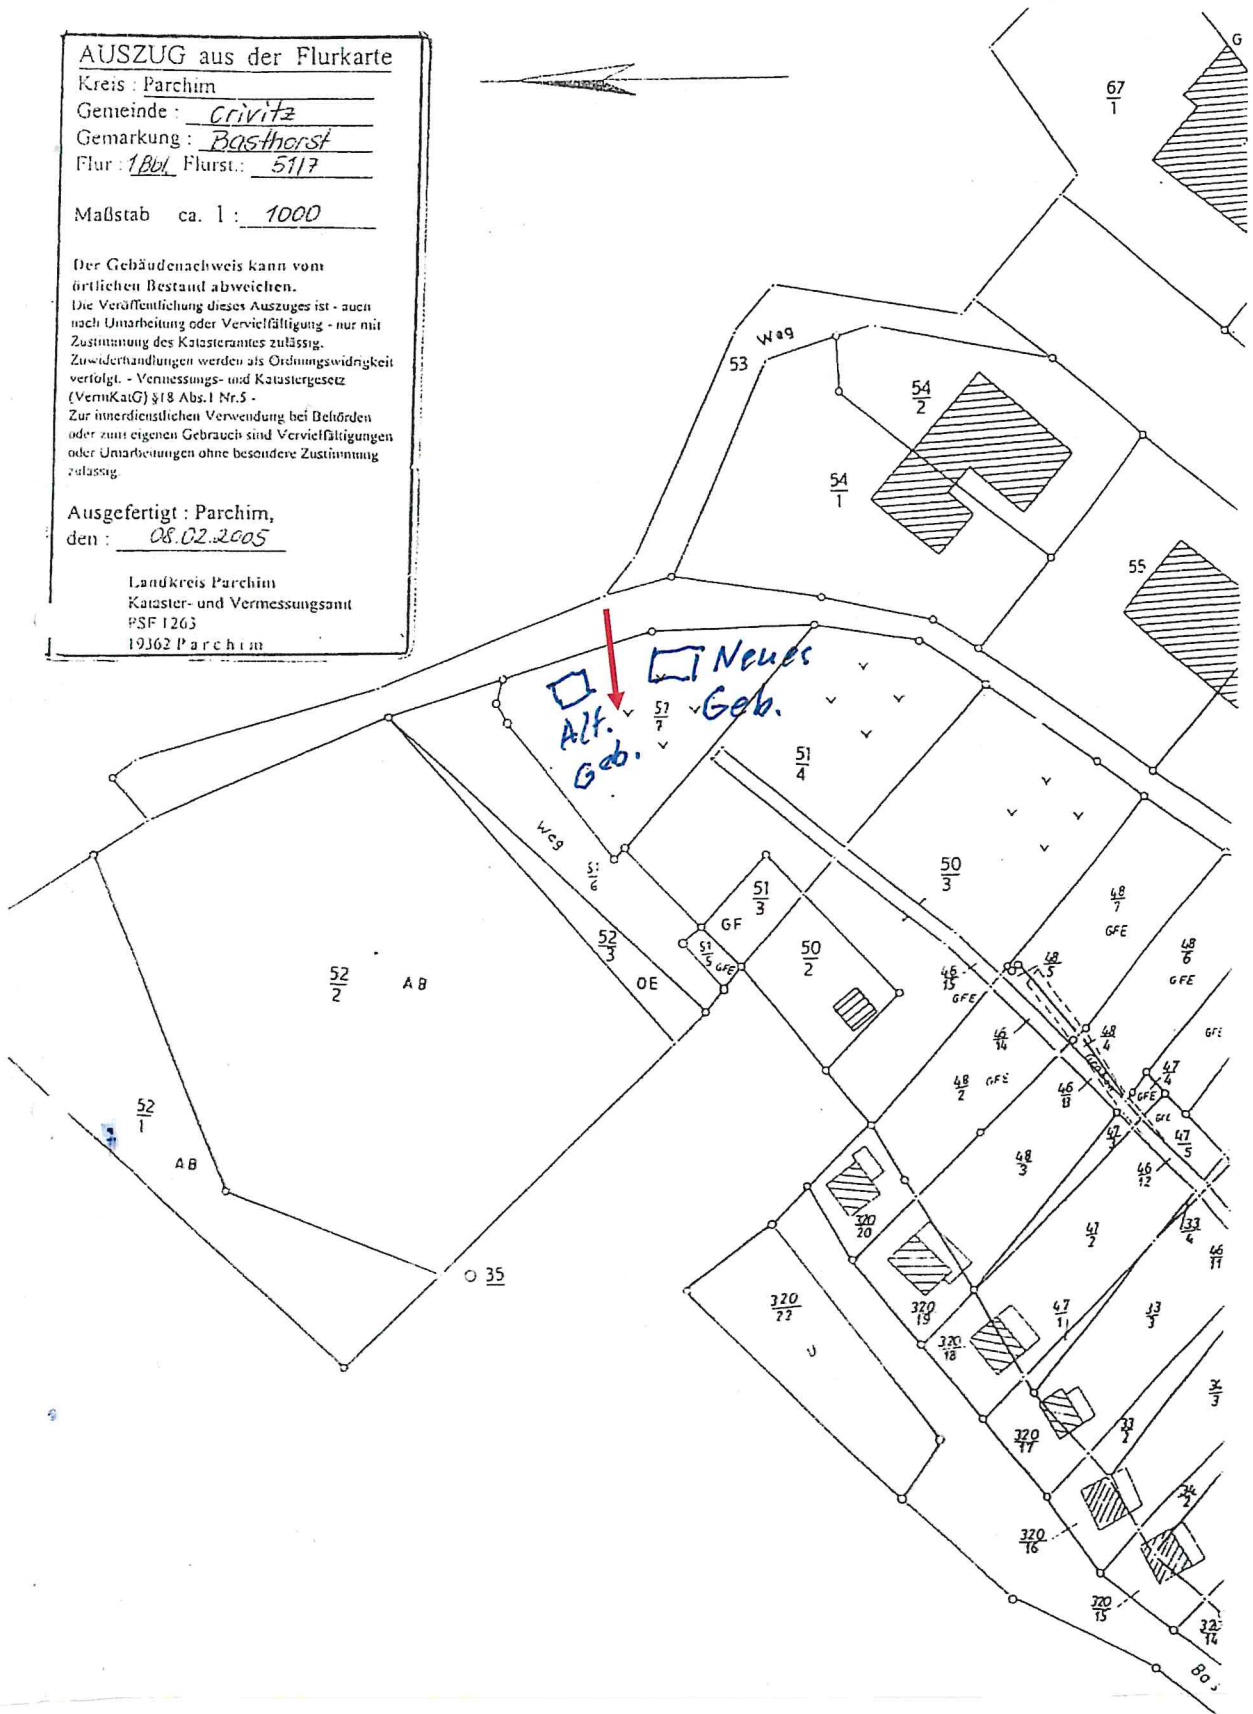 AUSZUG aus der Flurkarte
Kreis : Parchim
Gemeinde : Crivitz
Gemarkung : Basthorst
Flur : 1Bbl. Flurst.: 51/7
Maßstab ca. 1 : 1000
Der Gebäudenachweis kann vom
örtlichen Bestand abweichen.
Die Veröffentlichung dieses Auszuges ist - auch
nach Umarbeitung oder Vervielfältigung - nur mit
Zustimmung des Katasteramtes zulässig.
Zuwiderhandlungen werden als Ordnungswidrigkeit
verfolgt. - Vermessungs- und Katastergesetz
(VermKatG) §18 Abs.1 Nr.5 -
Zur innerdienstlichen Verwendung bei Behörden
oder zum eigenen Gebrauch sind Vervielfältigungen
oder Umarbeitungen ohne besondere Zustimmung
zulässig.
Ausgefertigt : Parchim,
den : 08.02.2005
Landkreis Parchim
Kataster- und Vermessungsamt
PSF 1263
19362 Parchim
G
67/1
Weg
53
54/2
54/1
55
Neues
Geb.
Alt.
Geb.
51/7
51/4
50/3
Weg
51/6
51/3
GF
51/5
GFE
52/3
OE
50/2
52/2
AB
52/1
AB
35
48/7
GFE
48/6
GFE
GFE
48/5
46/15
GFE
46/14
48/4
47/4
GFE
48/2
GFE
46/13
47/3
47/5
48/3
46/12
47/2
33/4
46/11
320/20
320/19
320/18
47/1
33/3
320/22
U
320/17
33/2
34/2
320/16
320/15
Bas